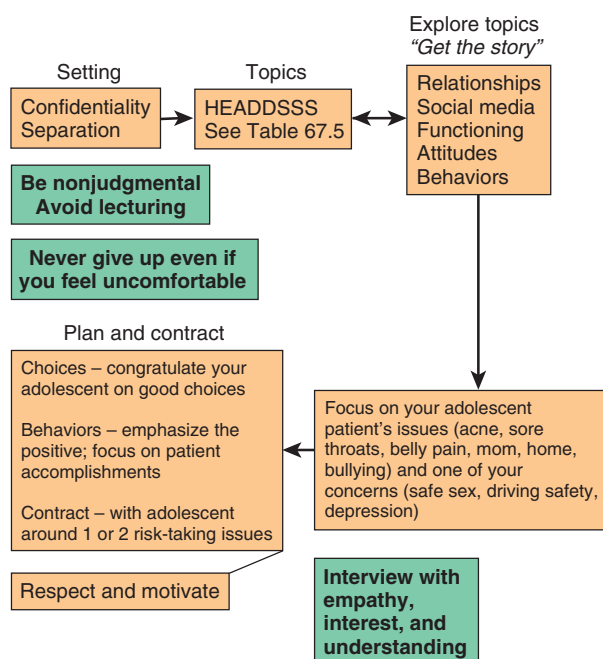 Setting
Confidentiality
Separation
Topics
HEADDSSS
See Table 67.5
Explore topics
"Get the story"
Relationships
Social media
Functioning
Attitudes
Behaviors
Be nonjudgmental
Avoid lecturing
Never give up even if
you feel uncomfortable
Focus on your adolescent
patient's issues (acne, sore
throats, belly pain, mom, home,
bullying) and one of your
concerns (safe sex, driving safety,
depression)
Plan and contract
Choices – congratulate your
adolescent on good choices
Behaviors – emphasize the
positive; focus on patient
accomplishments
Contract – with adolescent
around 1 or 2 risk-taking issues
Respect and motivate
Interview with
empathy,
interest, and
understanding